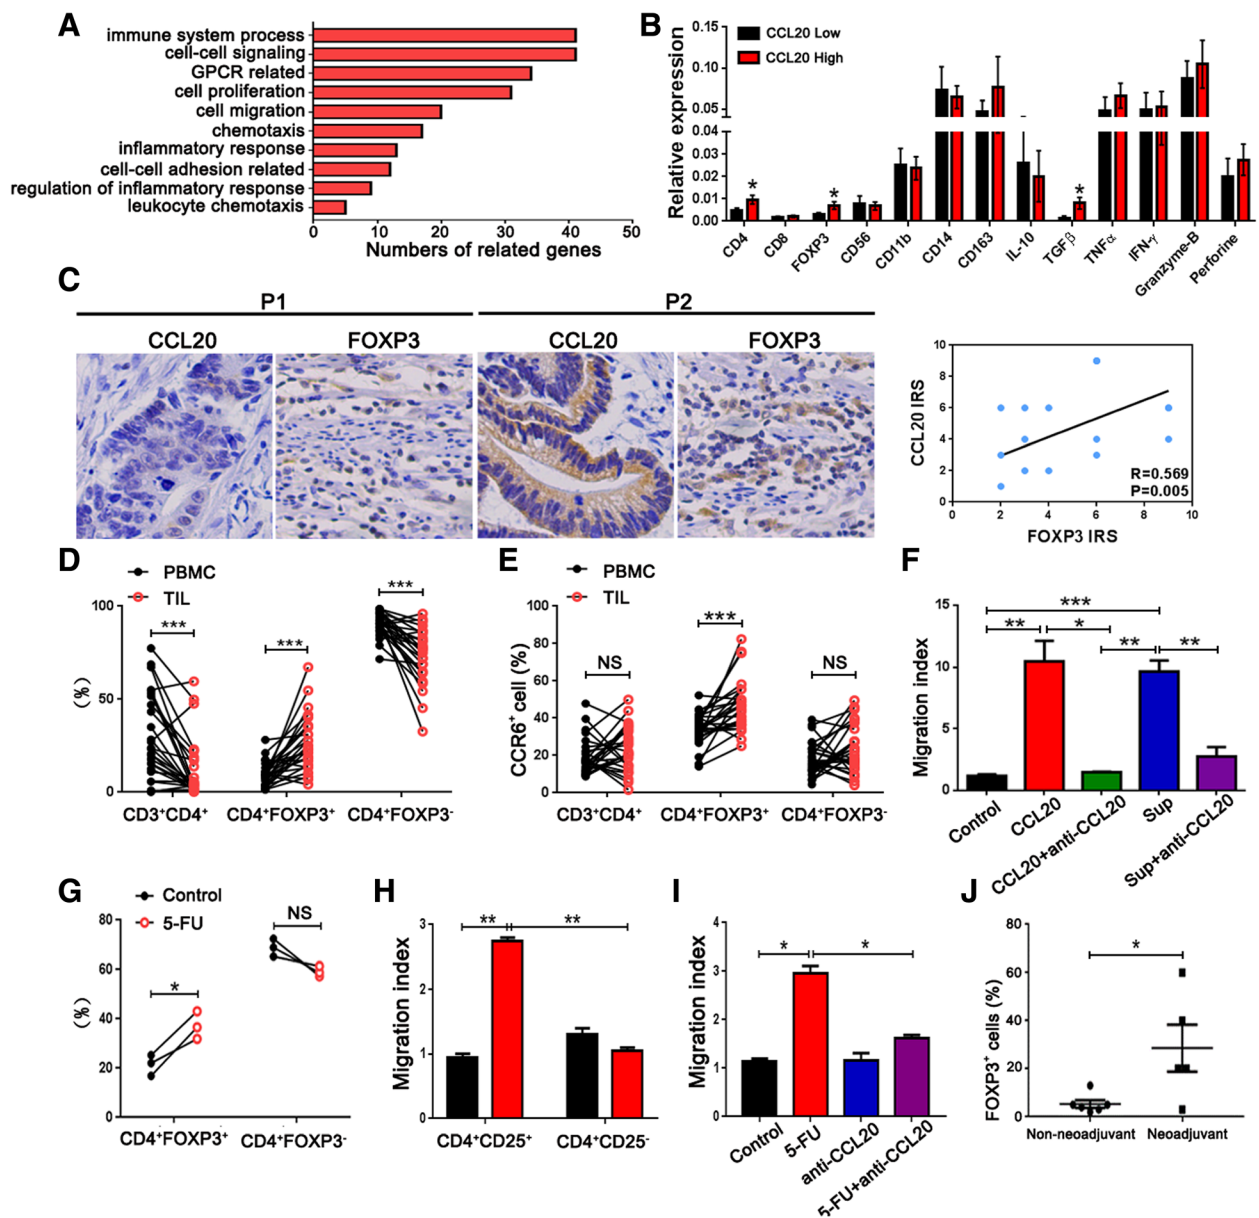 A
immune system process
cell-cell signaling
GPCR related
cell proliferation
cell migration
chemotaxis
inflammatory response
cell-cell adhesion related
regulation of inflammatory response
leukocyte chemotaxis
0 10 20 30 40 50
Numbers of related genes
B
CCL20 Low
CCL20 High
Relative expression
0.15
0.10
0.05
0.04
0.03
0.02
0.01
0.00
* * *
CD4 CD8 FOXP3 CD56 CD11b CD14 CD163 IL-10 TGFβ TNFα IFN-γ Granzyme-B Perforine
C
P1 P2
CCL20 FOXP3 CCL20 FOXP3
CCL20 IRS
10
8
6
4
2
0
R=0.569
P=0.005
0 2 4 6 8 10
FOXP3 IRS
D
PBMC
TIL
(%)
100
50
0
*** *** ***
CD3+CD4+ CD4+FOXP3+ CD4+FOXP3-
E
PBMC
TIL
CCR6+ cell (%)
100
80
60
40
20
0
NS *** NS
CD3+CD4+ CD4+FOXP3+ CD4+FOXP3-
F
Migration index
15
10
5
0
***
** *
** **
Control CCL20 CCL20+anti-CCL20 Sup Sup+anti-CCL20
G
Control
5-FU
(%)
80
60
40
20
0
* NS
CD4+FOXP3+ CD4+FOXP3-
H
Migration index
3
2
1
0
** **
CD4+CD25+ CD4+CD25-
I
Migration index
4
3
2
1
0
* *
Control 5-FU anti-CCL20 5-FU+anti-CCL20
J
FOXP3+ cells (%)
80
60
40
20
0
*
Non-neoadjuvant Neoadjuvant